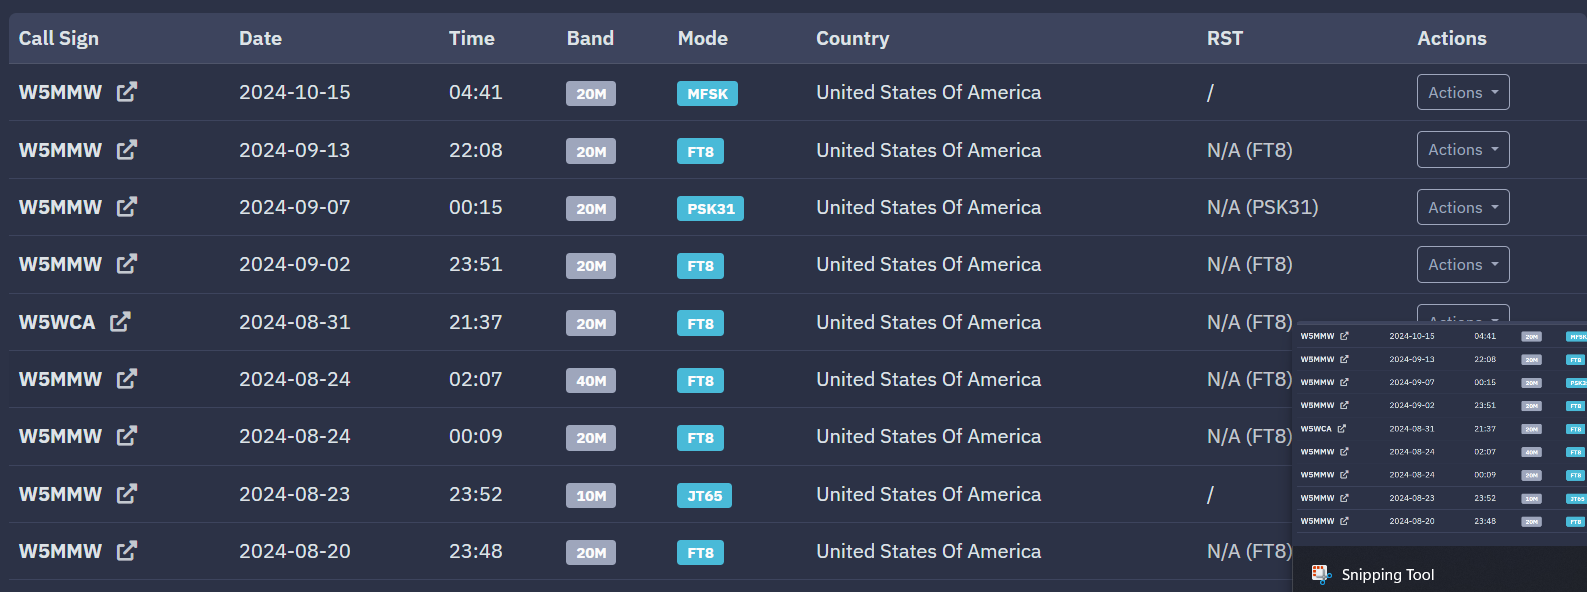 Call Sign Date Time Band Mode Country RST Actions
W5MMW 2024-10-15 04:41 20M MFSK United States Of America / Actions
W5MMW 2024-09-13 22:08 20M FT8 United States Of America N/A (FT8) Actions
W5MMW 2024-09-07 00:15 20M PSK31 United States Of America N/A (PSK31) Actions
W5MMW 2024-09-02 23:51 20M FT8 United States Of America N/A (FT8) Actions
W5WCA 2024-08-31 21:37 20M FT8 United States Of America N/A (FT8) Actions
W5MMW 2024-08-24 02:07 40M FT8 United States Of America N/A (FT8)
W5MMW 2024-08-24 00:09 20M FT8 United States Of America N/A (FT8)
W5MMW 2024-08-23 23:52 10M JT65 United States Of America /
W5MMW 2024-08-20 23:48 20M FT8 United States Of America N/A (FT8)
W5MMW 2024-10-15 04:41 20M MFSK
W5MMW 2024-09-13 22:08 20M FT8
W5MMW 2024-09-07 00:15 20M PSK3
W5MMW 2024-09-02 23:51 20M FT8
W5WCA 2024-08-31 21:37 20M FT8
W5MMW 2024-08-24 02:07 40M FT8
W5MMW 2024-08-24 00:09 20M FT8
W5MMW 2024-08-23 23:52 10M JT65
W5MMW 2024-08-20 23:48 20M FT8
Snipping Tool